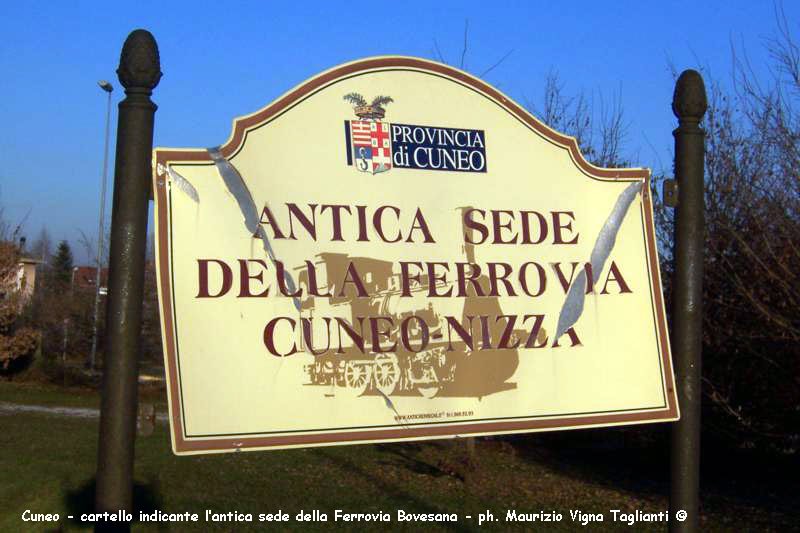 PROVINCIA
di CUNEO
ANTICA SEDE
DELLA FERROVIA
CUNEO-NIZZA
Cuneo - cartello indicante l'antica sede della Ferrovia Bovesana - ph. Maurizio Vigna Taglianti ©